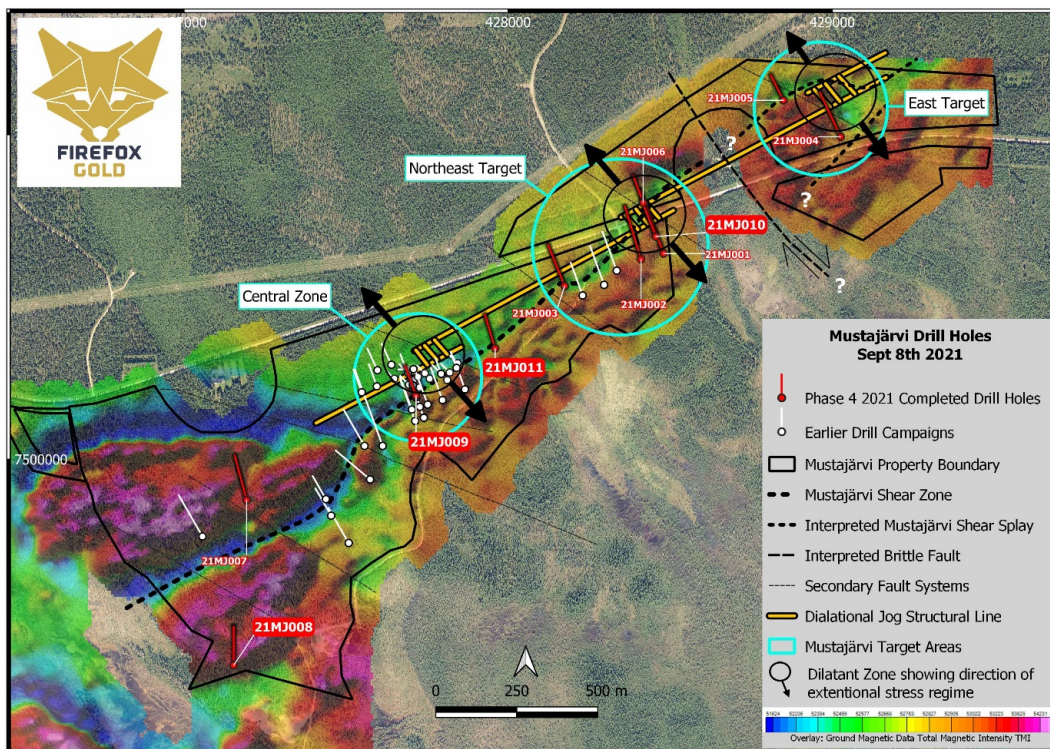 428000
429000
FIREFOX
GOLD
21MJ005
East Target
21MJ004
21MJ006
Northeast Target
?
?
21MJ010
21MJ001
21MJ002
?
Central Zone
21MJ003
21MJ011
21MJ009
7500000
21MJ007
21MJ008
0 250 500 m
Mustajärvi Drill Holes
Sept 8th 2021
Phase 4 2021 Completed Drill Holes
Earlier Drill Campaigns
Mustajärvi Property Boundary
Mustajärvi Shear Zone
Interpreted Mustajärvi Shear Splay
Interpreted Brittle Fault
Secondary Fault Systems
Dialational Jog Structural Line
Mustajärvi Target Areas
Dilatant Zone showing direction of
extentional stress regime
Overlay: Ground Magnetic Data Total Magnetic Intensity TMI